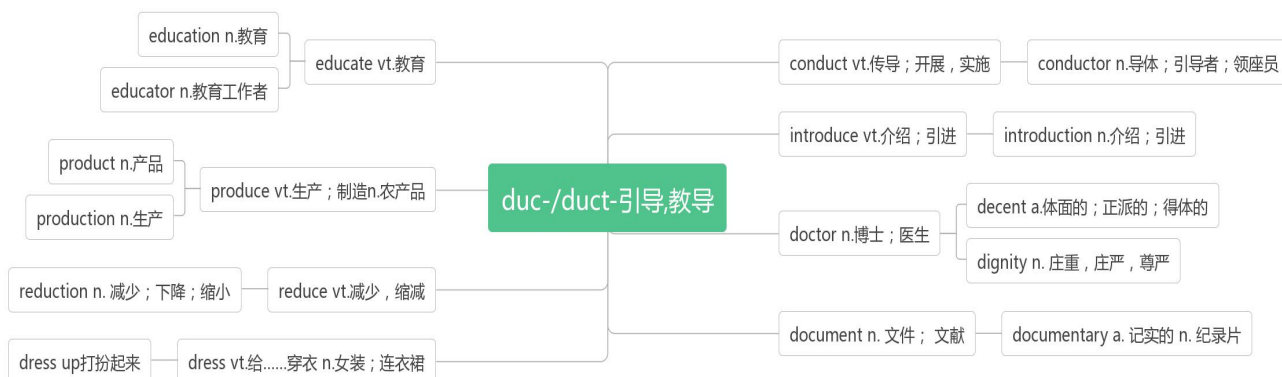 education n.教育
educator n.教育工作者
educate vt.教育
product n.产品
production n.生产
produce vt.生产；制造n.农产品
reduction n. 减少；下降；缩小
reduce vt.减少，缩减
dress up打扮起来
dress vt.给......穿衣 n.女装；连衣裙
duc-/duct-引导,教导
conduct vt.传导；开展，实施
conductor n.导体；引导者；领座员
introduce vt.介绍；引进
introduction n.介绍；引进
doctor n.博士；医生
decent a.体面的；正派的；得体的
dignity n. 庄重，庄严，尊严
document n. 文件； 文献
documentary a. 记实的 n. 纪录片